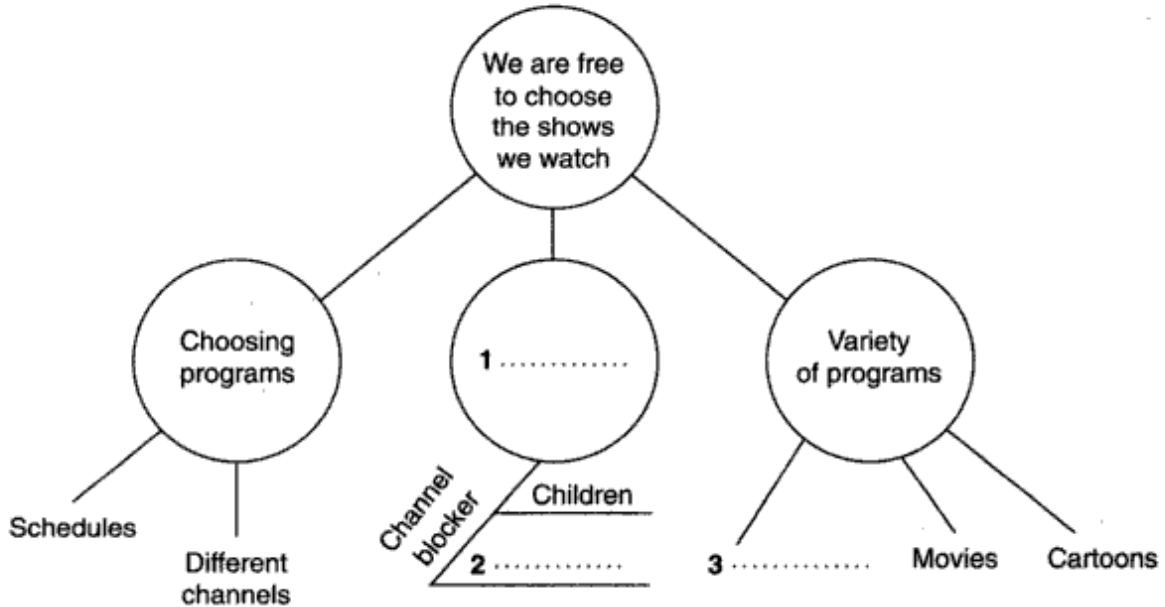 We are free
to choose
the shows
we watch
Choosing
programs
1 .............
Variety
of programs
Schedules
Different
channels
Channel
blocker
Children
2 .............
3 .............
Movies
Cartoons